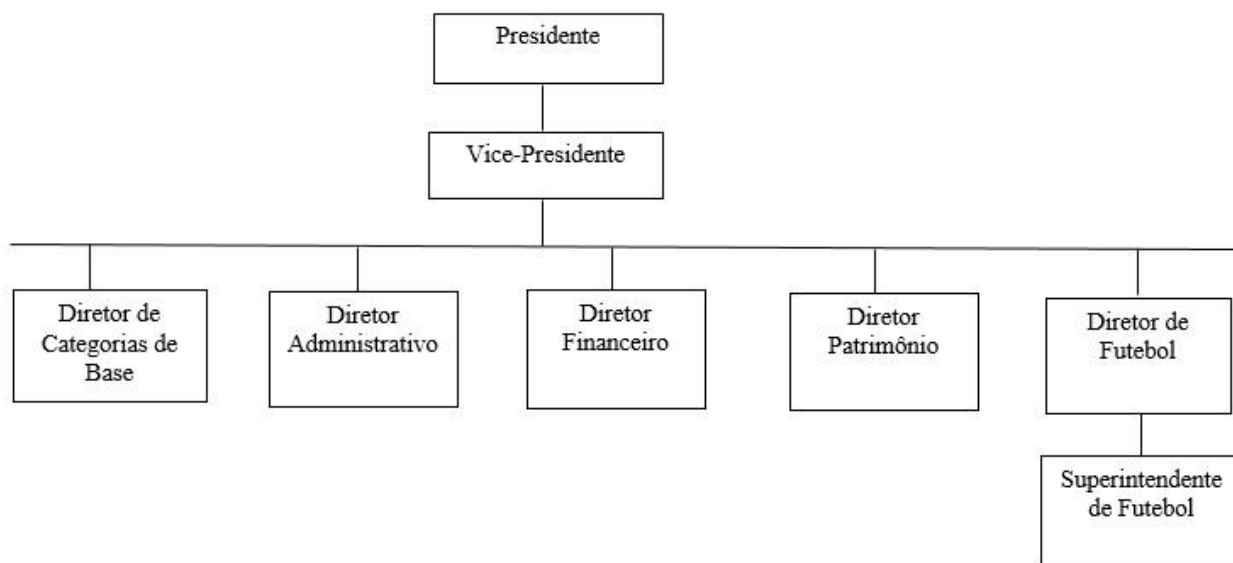 Presidente
Vice-Presidente
Diretor de
Categorias de
Base
Diretor
Administrativo
Diretor
Financeiro
Diretor
Patrimônio
Diretor de
Futebol
Superintendente
de Futebol